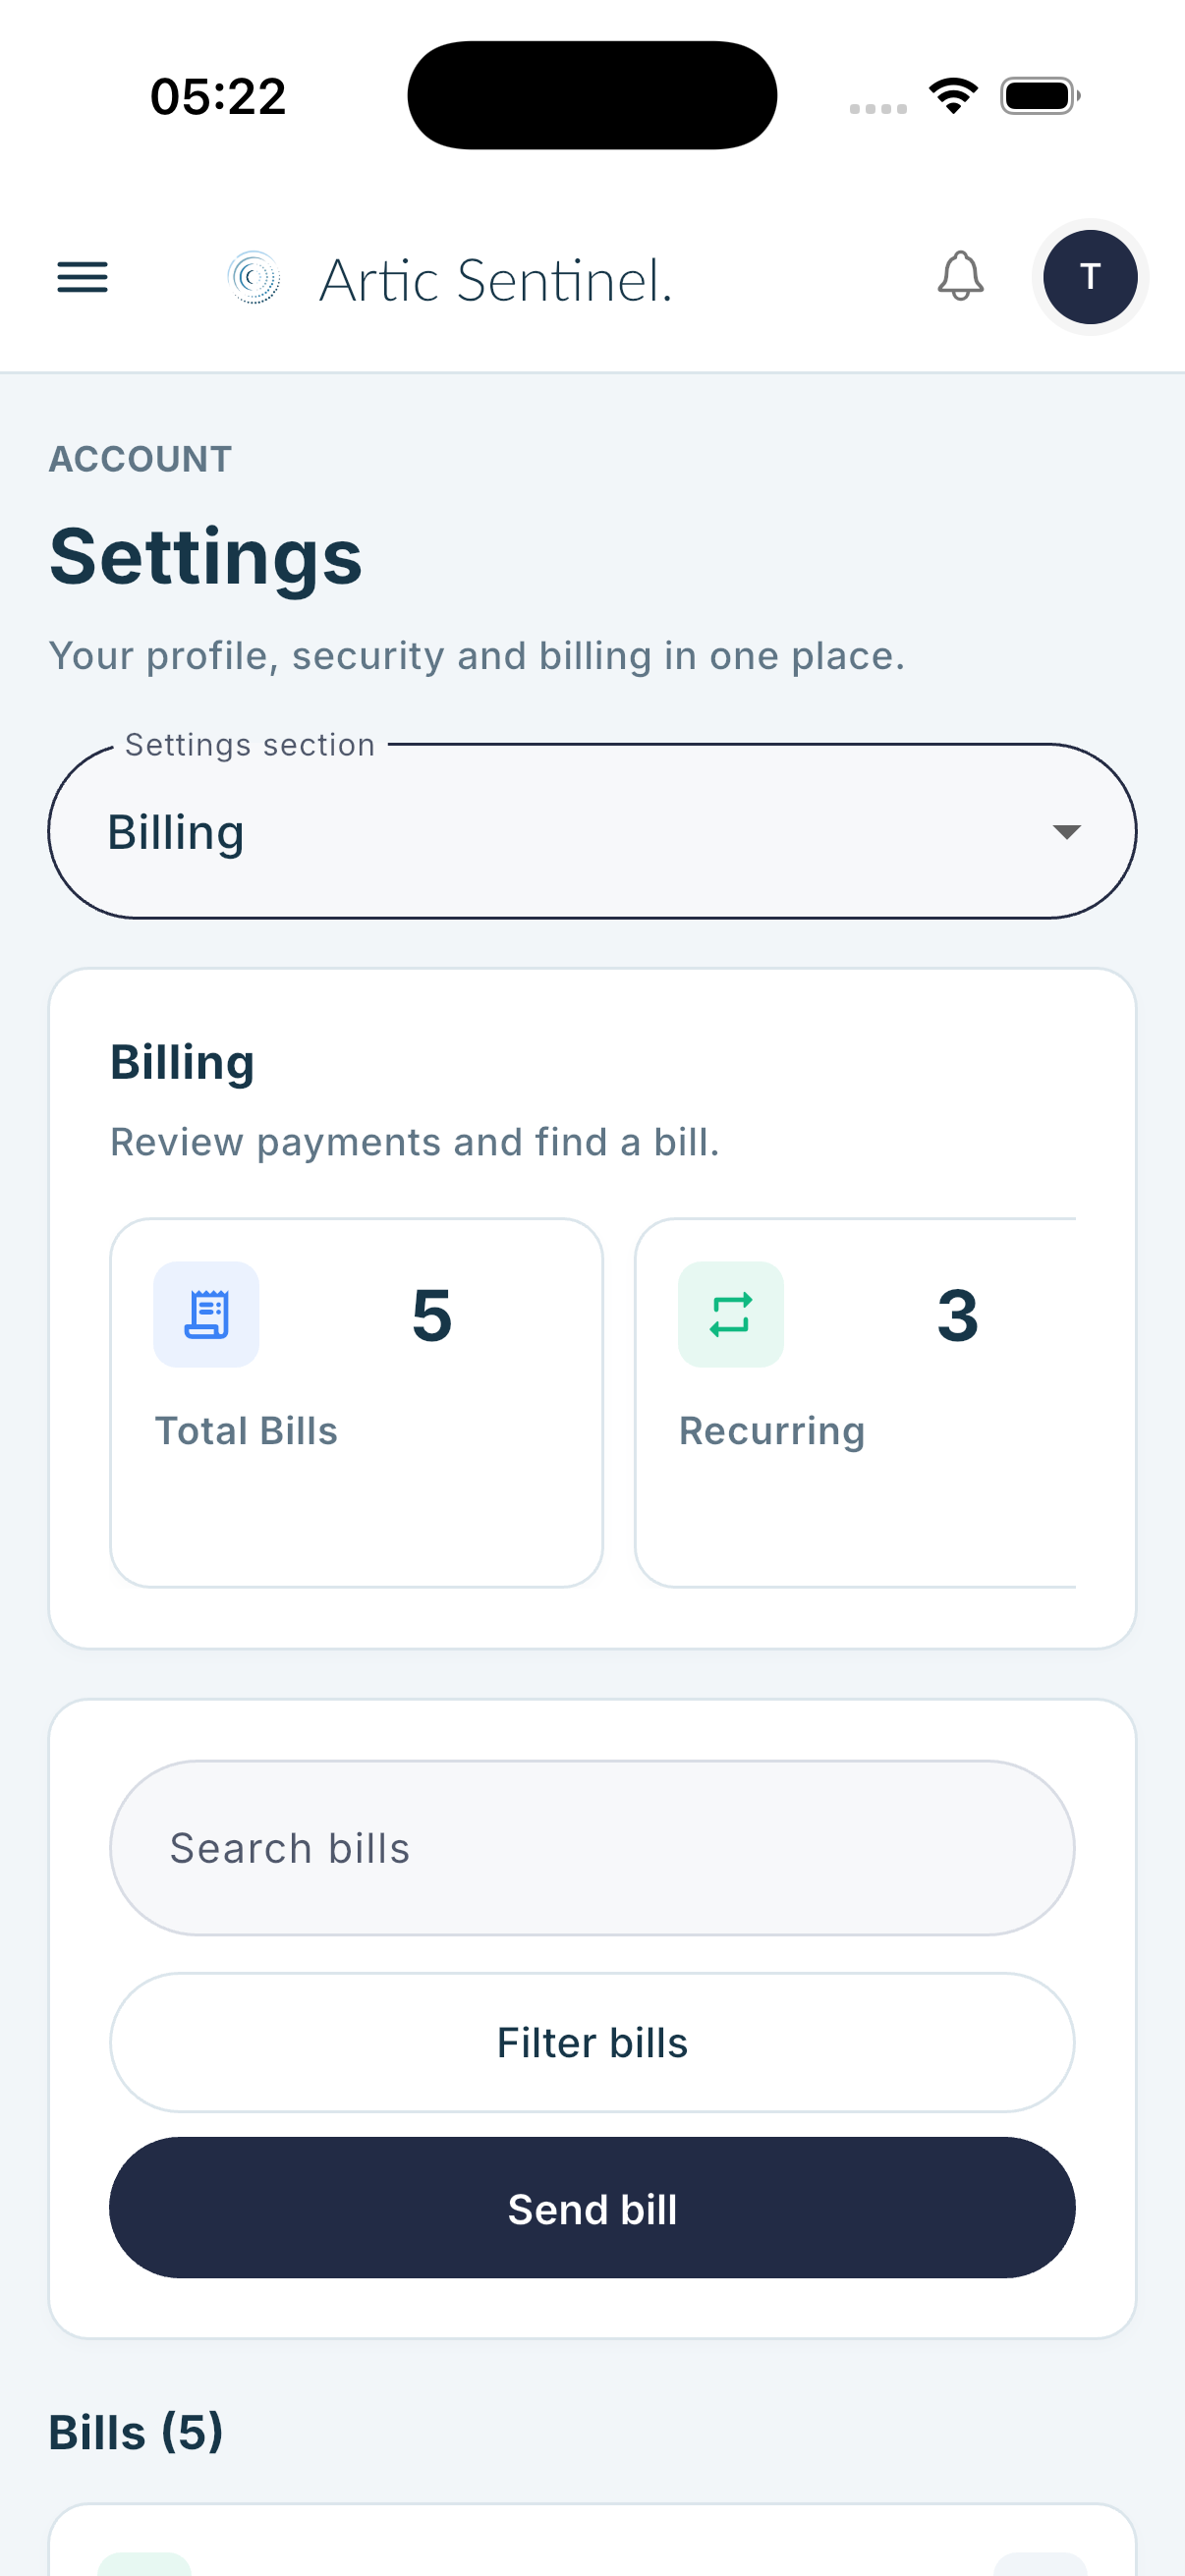 05:22
Artic Sentinel.
T
ACCOUNT
Settings
Your profile, security and billing in one place.
Settings section
Billing
Billing
Review payments and find a bill.
5
3
Total Bills
Recurring
Search bills
Filter bills
Send bill
Bills (5)